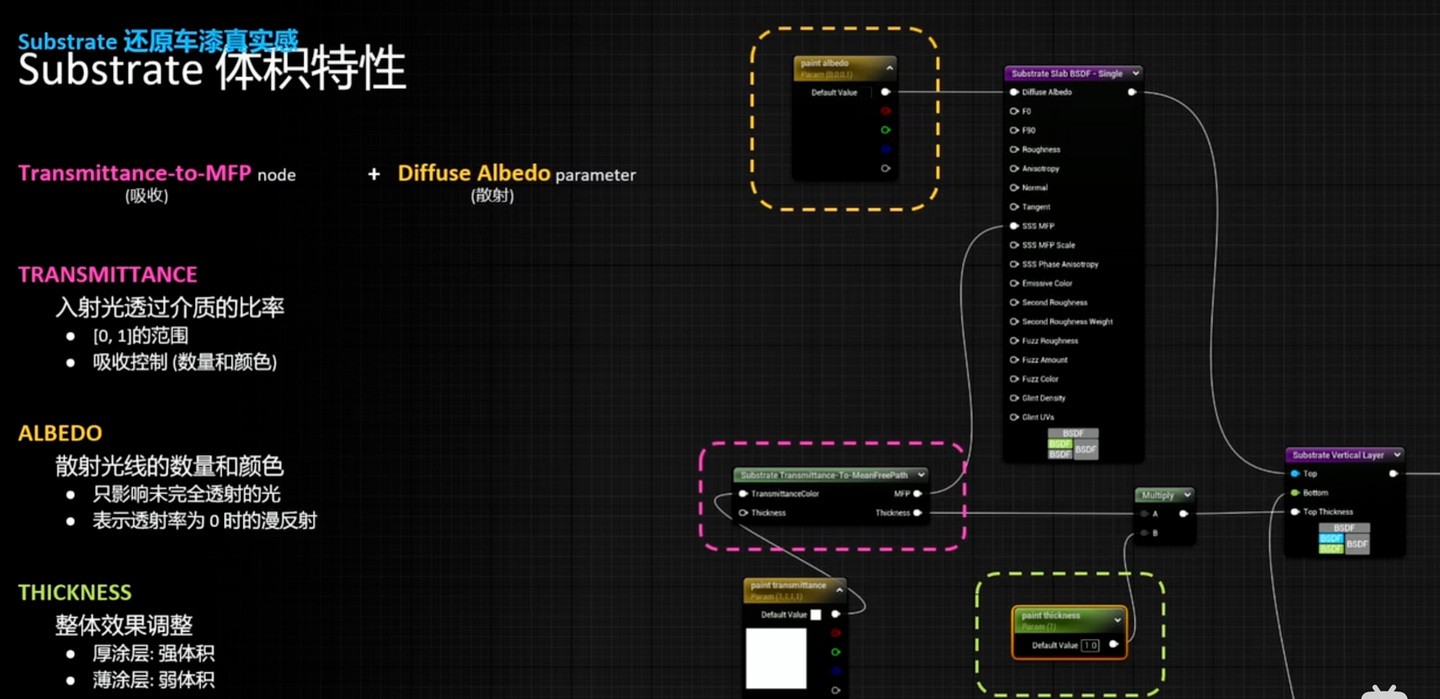 Substrate 还原车漆真实感
Substrate 体积特性
Transmittance-to-MFP node
(吸收)
+ Diffuse Albedo parameter
(散射)
TRANSMITTANCE
入射光透过介质的比率
● [0, 1]的范围
● 吸收控制 (数量和颜色)
ALBEDO
散射光线的数量和颜色
● 只影响未完全透射的光
● 表示透射率为 0 时的漫反射
THICKNESS
整体效果调整
● 厚涂层: 强体积
● 薄涂层: 弱体积
paint albedo
Param (0,0,0,1)
Default Value
Substrate Slab BSDF - Single
Diffuse Albedo
F0
F90
Roughness
Anisotropy
Normal
Tangent
SSS MFP
SSS MFP Scale
SSS Phase Anisotropy
Emissive Color
Second Roughness
Second Roughness Weight
Fuzz Roughness
Fuzz Amount
Fuzz Color
Glint Density
Glint UVs
BSDF
BSDF
BSDF
BSDF
Substrate Transmittance-To-MeanFreePath
TransmittanceColor MFP
Thickness Thickness
paint transmittance
Param (1,1,1,1)
Default Value
Multiply
A
B
paint thickness
Param (1)
Default Value 1.0
Substrate Vertical Layer
Top
Bottom
Top Thickness
BSDF
BSDF
BSDF
BSDF